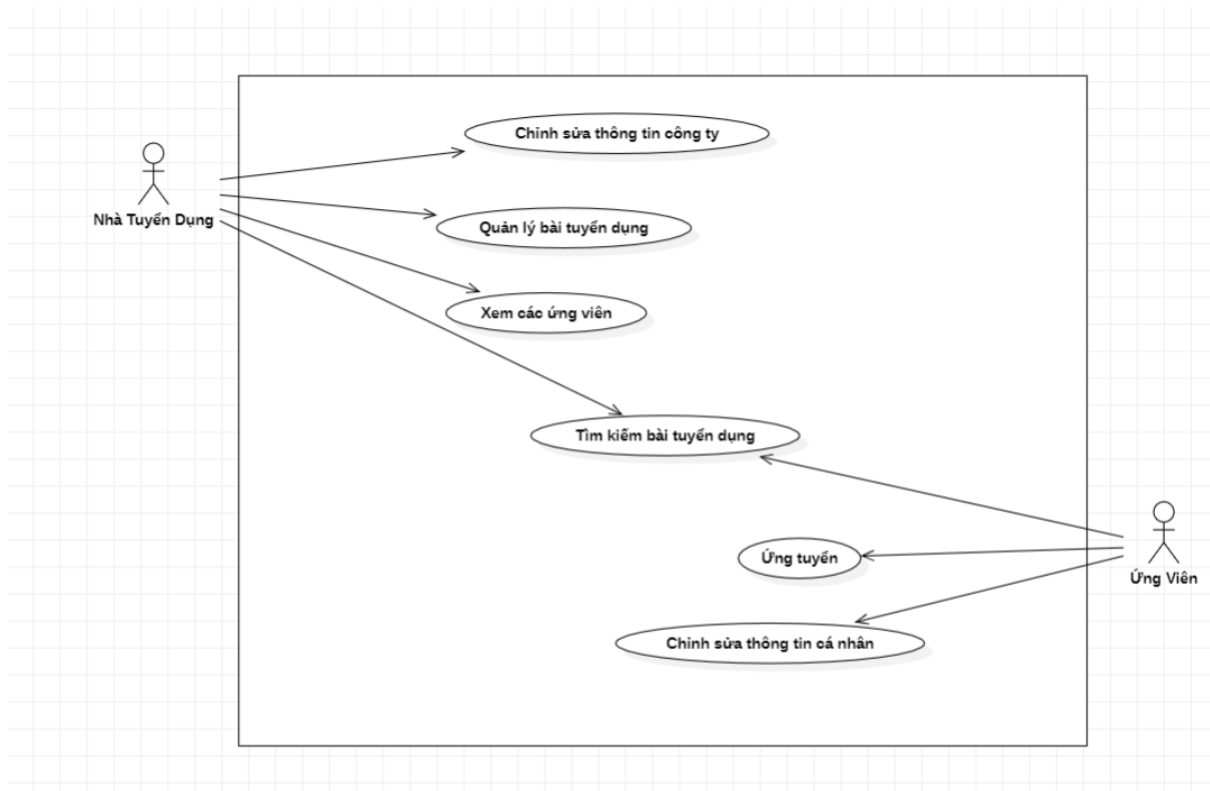 Chỉnh sửa thông tin công ty
Nhà Tuyển Dụng
Quản lý bài tuyển dụng
Xem các ứng viên
Tìm kiếm bài tuyển dụng
Ứng tuyển
Ứng Viên
Chỉnh sửa thông tin cá nhân